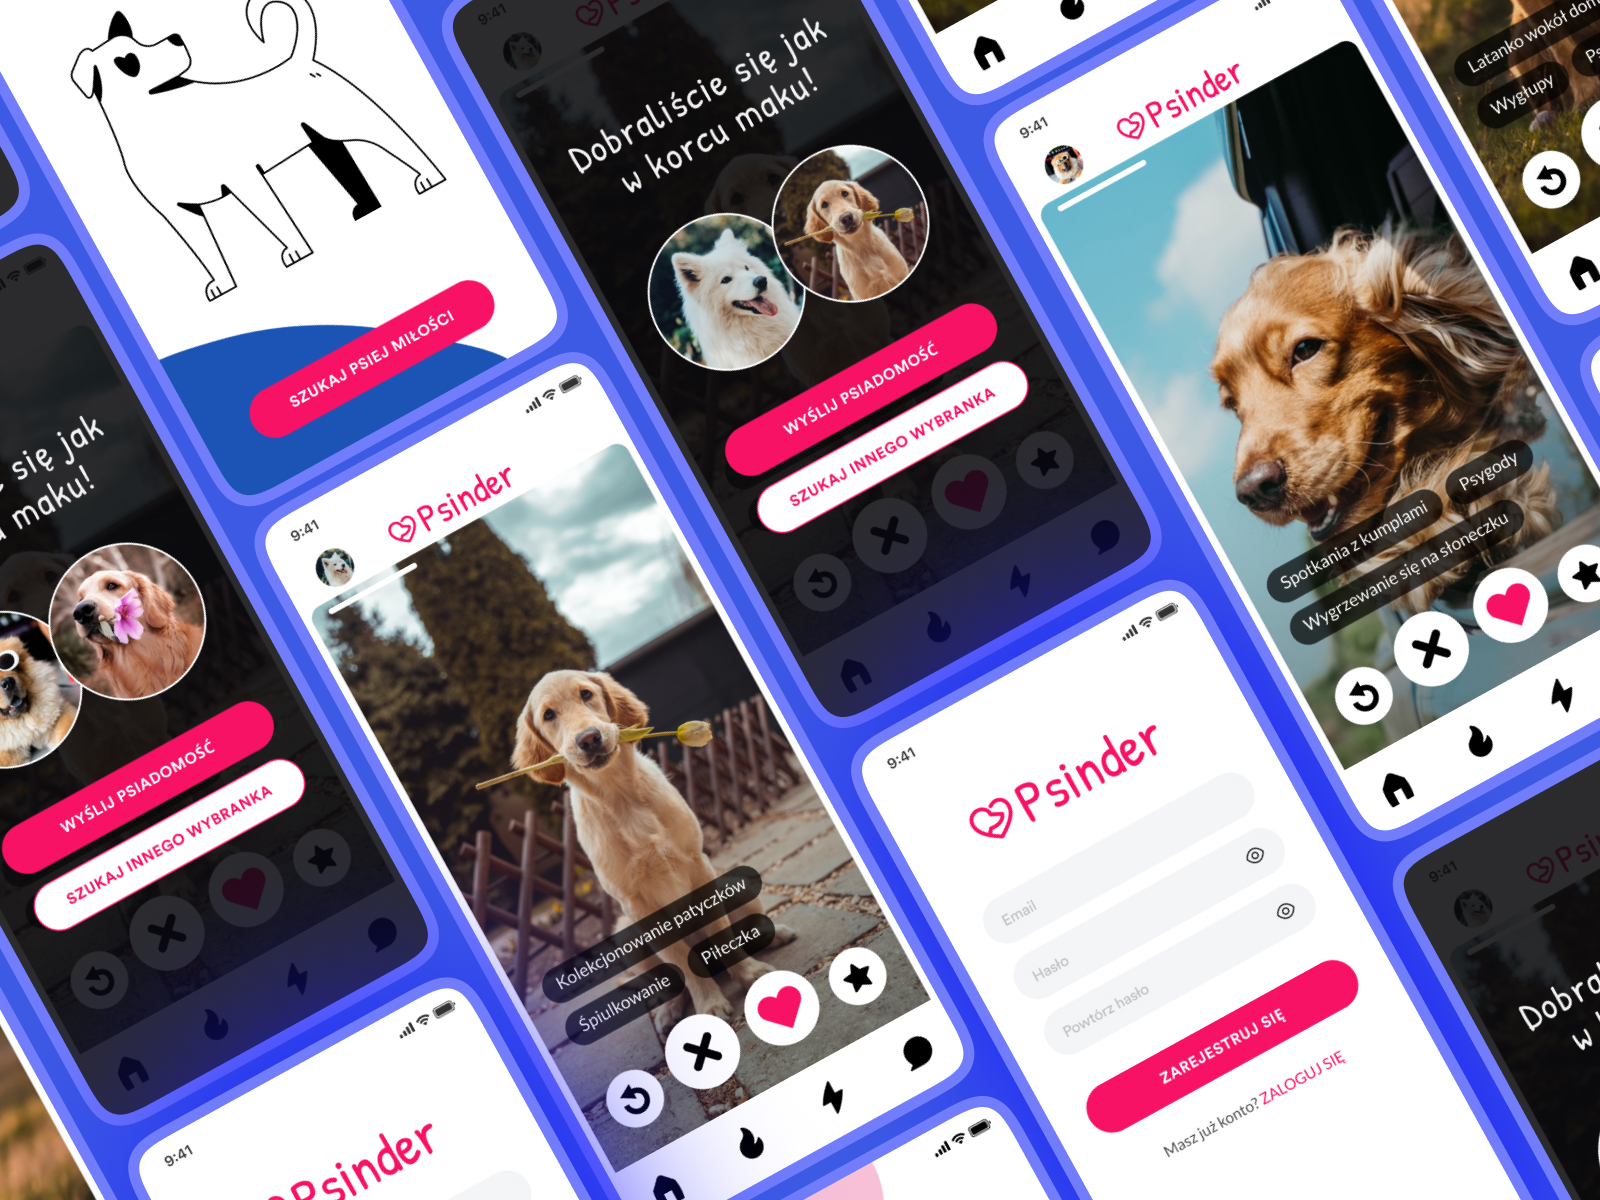 SZUKAJ PSIEJ MIŁOŚCI
9:41
Dobraliście się jak
w korcu maku!
WYŚLIJ PSIADOMOŚĆ
SZUKAJ INNEGO WYBRANKA
9:41
Psinder
Spotkania z kumplami
Psygody
Wygrzewanie się na słoneczku
Latanko wokół
Wygłupy
się jak
maku!
WYŚLIJ PSIADOMOŚĆ
SZUKAJ INNEGO WYBRANKA
9:41
Psinder
Kolekcjonowanie patyczków
Śpiulkowanie
Piłeczka
9:41
Psinder
Email
Hasło
Powtórz hasło
ZAREJESTRUJ SIĘ
Masz już konto? ZALOGUJ SIĘ
9:41
Psinder
9:41
w